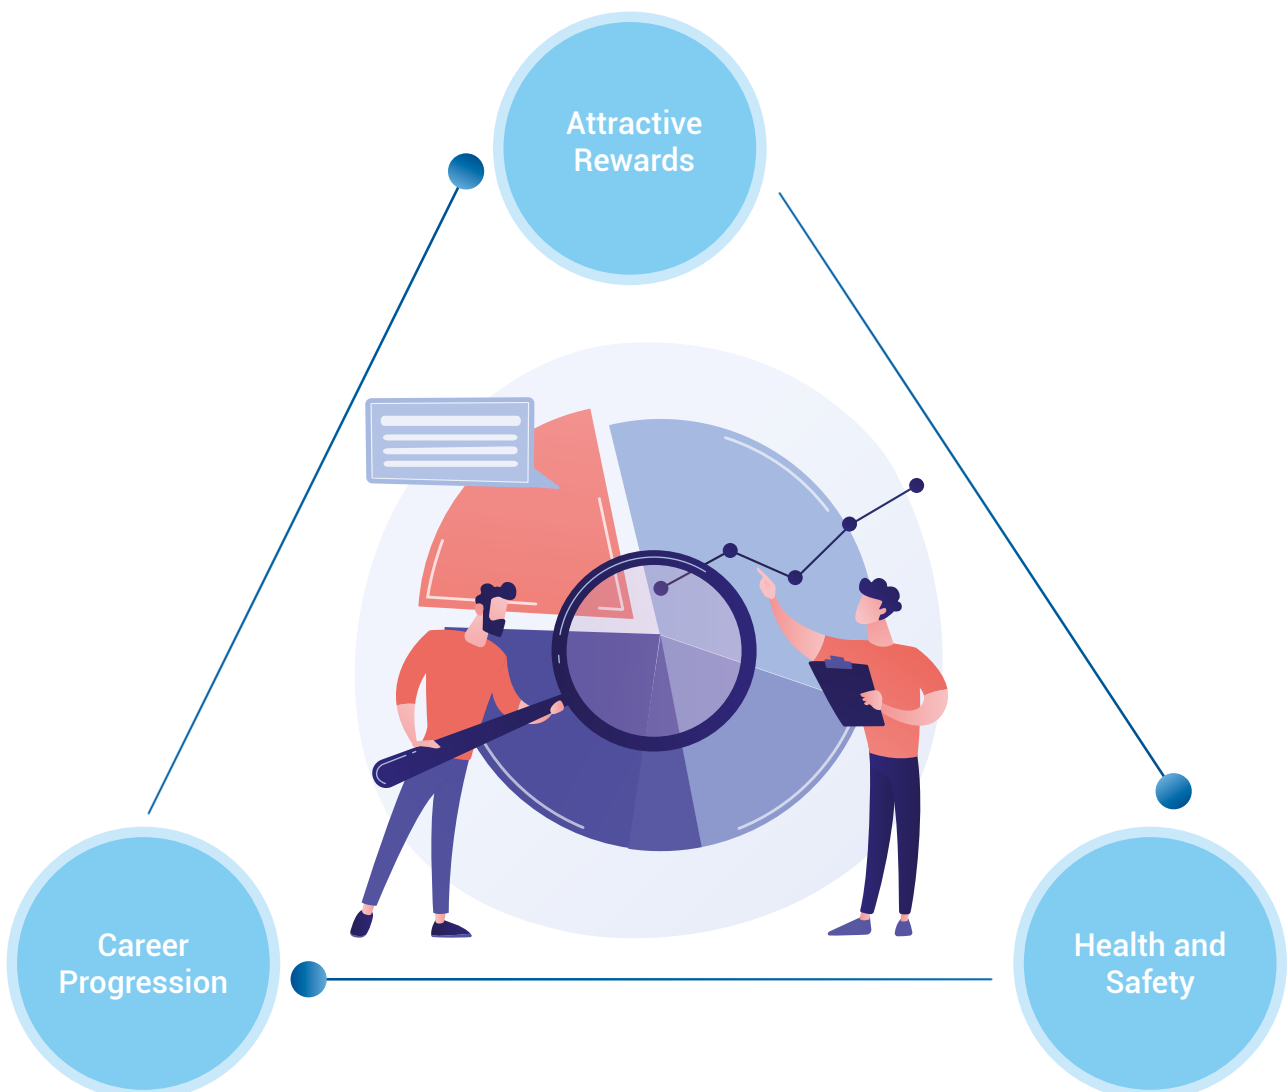 Attractive
Rewards
Career
Progression
Health and
Safety